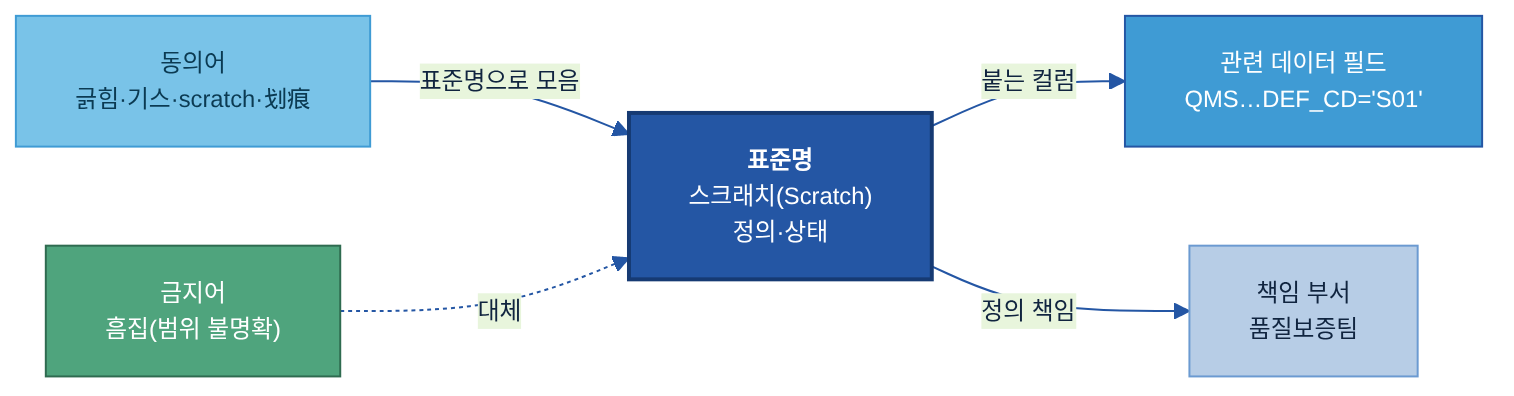 동의어
긁힘·기스·scratch·划痕
표준명으로 모음
금지어
흠집(범위 불명확)
대체
표준명
스크래치(Scratch)
정의·상태
붙는 컬럼
관련 데이터 필드
QMS…DEF_CD='S01'
정의 책임
책임 부서
품질보증팀